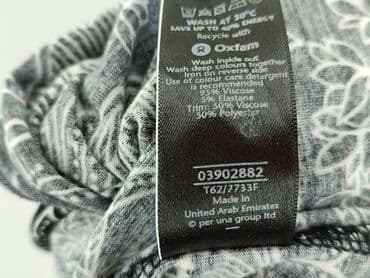 WASH AT 30°C
SAVE UP TO 40% ENERGY
Recycle with
Oxfam
Wash inside out
Wash deep colours together
Iron on reverse side
Use of colour care detergent
is recommended
95% Viscose
5% Elastane
Trim: 50% Viscose
50% Polyester
03902882
T62/7733F
Made in
United Arab Emirates
© per una group ltd